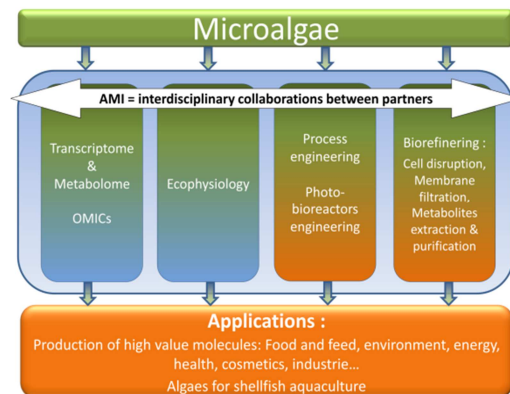 Microalgae
AMI = interdisciplinary collaborations between partners
Transcriptome
&
Metabolome
OMICs
Ecophysiology
Process
engineering
Photo-
bioreactors
engineering
Biorefinering :
Cell disruption,
Membrane
filtration,
Metabolites
extraction &
purification
Applications :
Production of high value molecules: Food and feed, environment, energy,
health, cosmetics, industrie...
Algaes for shellfish aquaculture